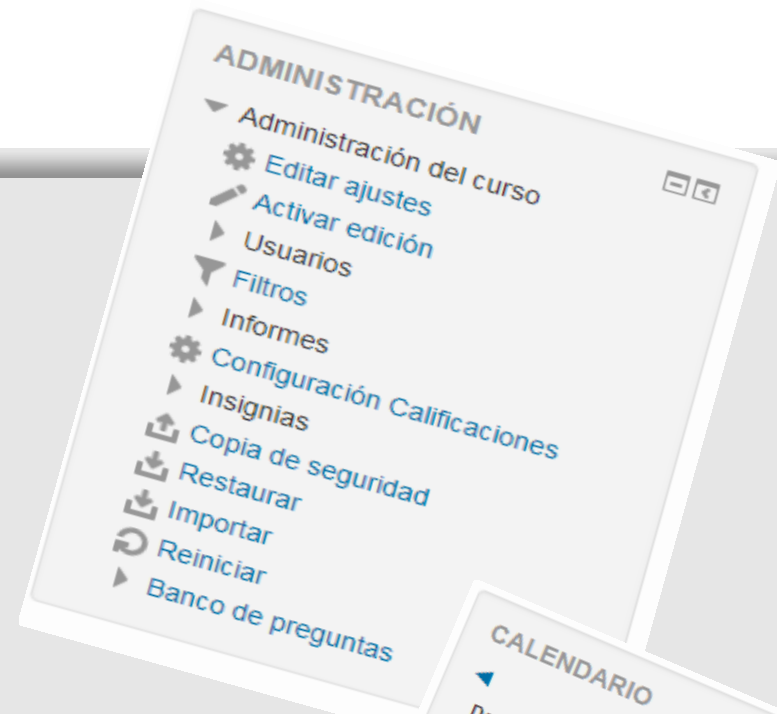 ADMINISTRACIÓN
Administración del curso
Editar ajustes
Activar edición
Usuarios
Filtros
Informes
Configuración Calificaciones
Insignias
Copia de seguridad
Restaurar
Importar
Reiniciar
Banco de preguntas
CALENDARIO